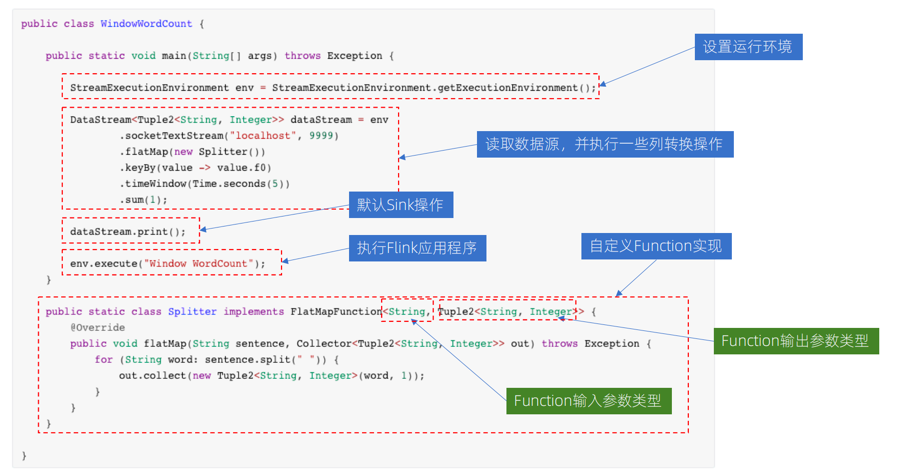 public class WindowWordCount {
public static void main(String[] args) throws Exception {
设置运行环境
StreamExecutionEnvironment env = StreamExecutionEnvironment.getExecutionEnvironment();
DataStream<Tuple2<String, Integer>> dataStream = env
.socketTextStream("localhost", 9999)
.flatMap(new Splitter())
.keyBy(value -> value.f0)
.timeWindow(Time.seconds(5))
.sum(1);
读取数据源，并执行一些列转换操作
默认Sink操作
dataStream.print();
执行Flink应用程序
env.execute("Window WordCount");
}
自定义Function实现
public static class Splitter implements FlatMapFunction<String, Tuple2<String, Integer>> {
@Override
public void flatMap(String sentence, Collector<Tuple2<String, Integer>> out) throws Exception {
for (String word: sentence.split(" ")) {
out.collect(new Tuple2<String, Integer>(word, 1));
}
}
}
}
Function输出参数类型
Function输入参数类型